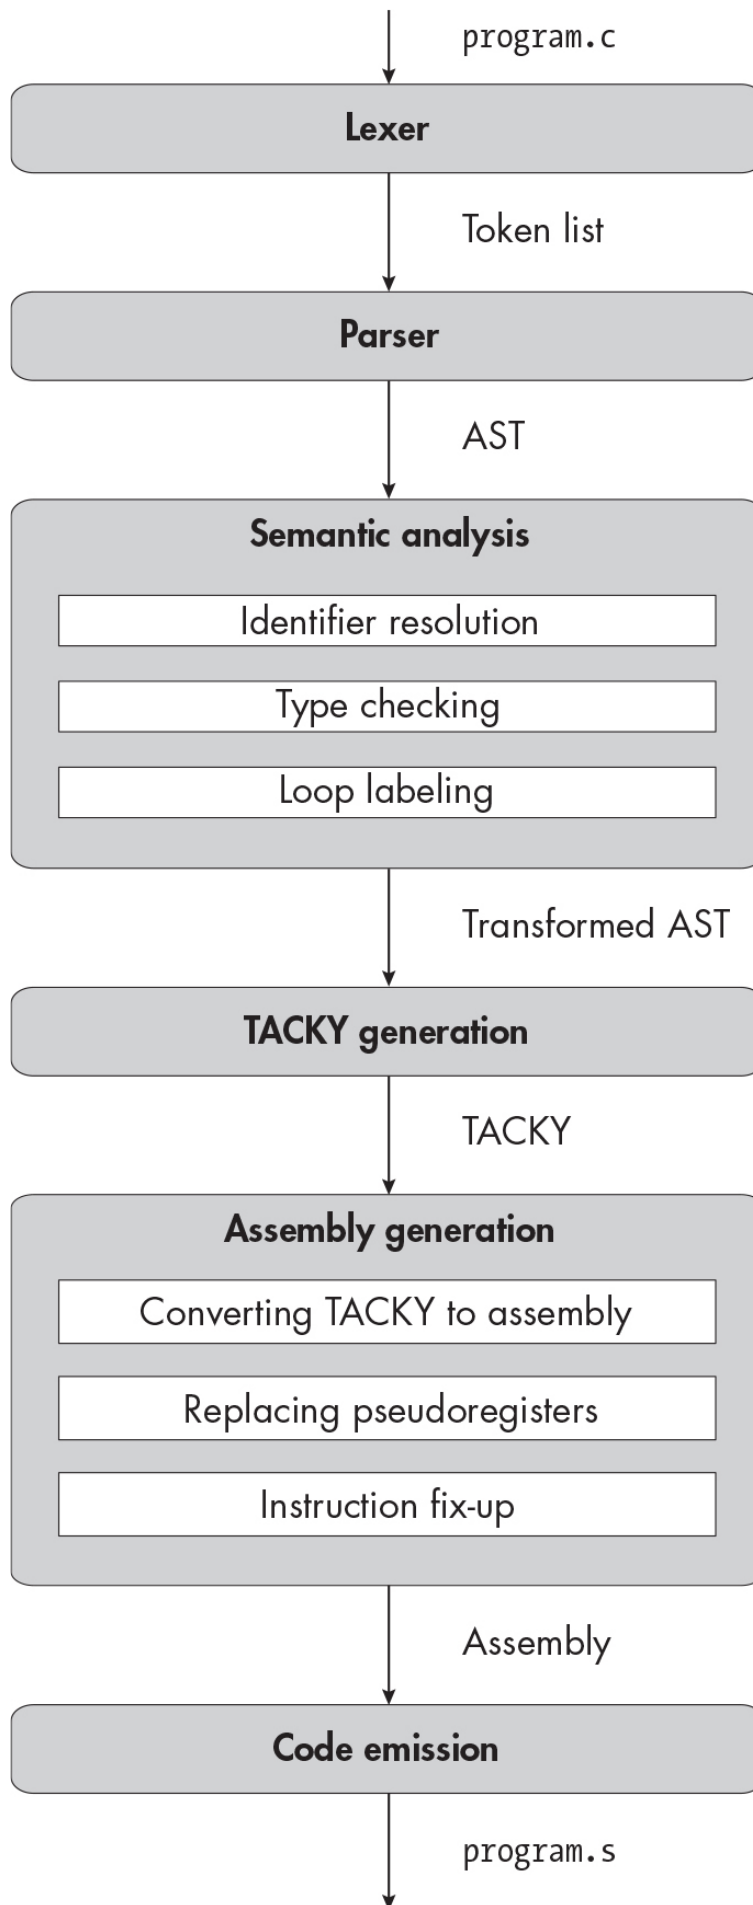 program.c
Lexer
Token list
Parser
AST
Semantic analysis
Identifier resolution
Type checking
Loop labeling
Transformed AST
TACKY generation
TACKY
Assembly generation
Converting TACKY to assembly
Replacing pseudoregisters
Instruction fix-up
Assembly
Code emission
program.s